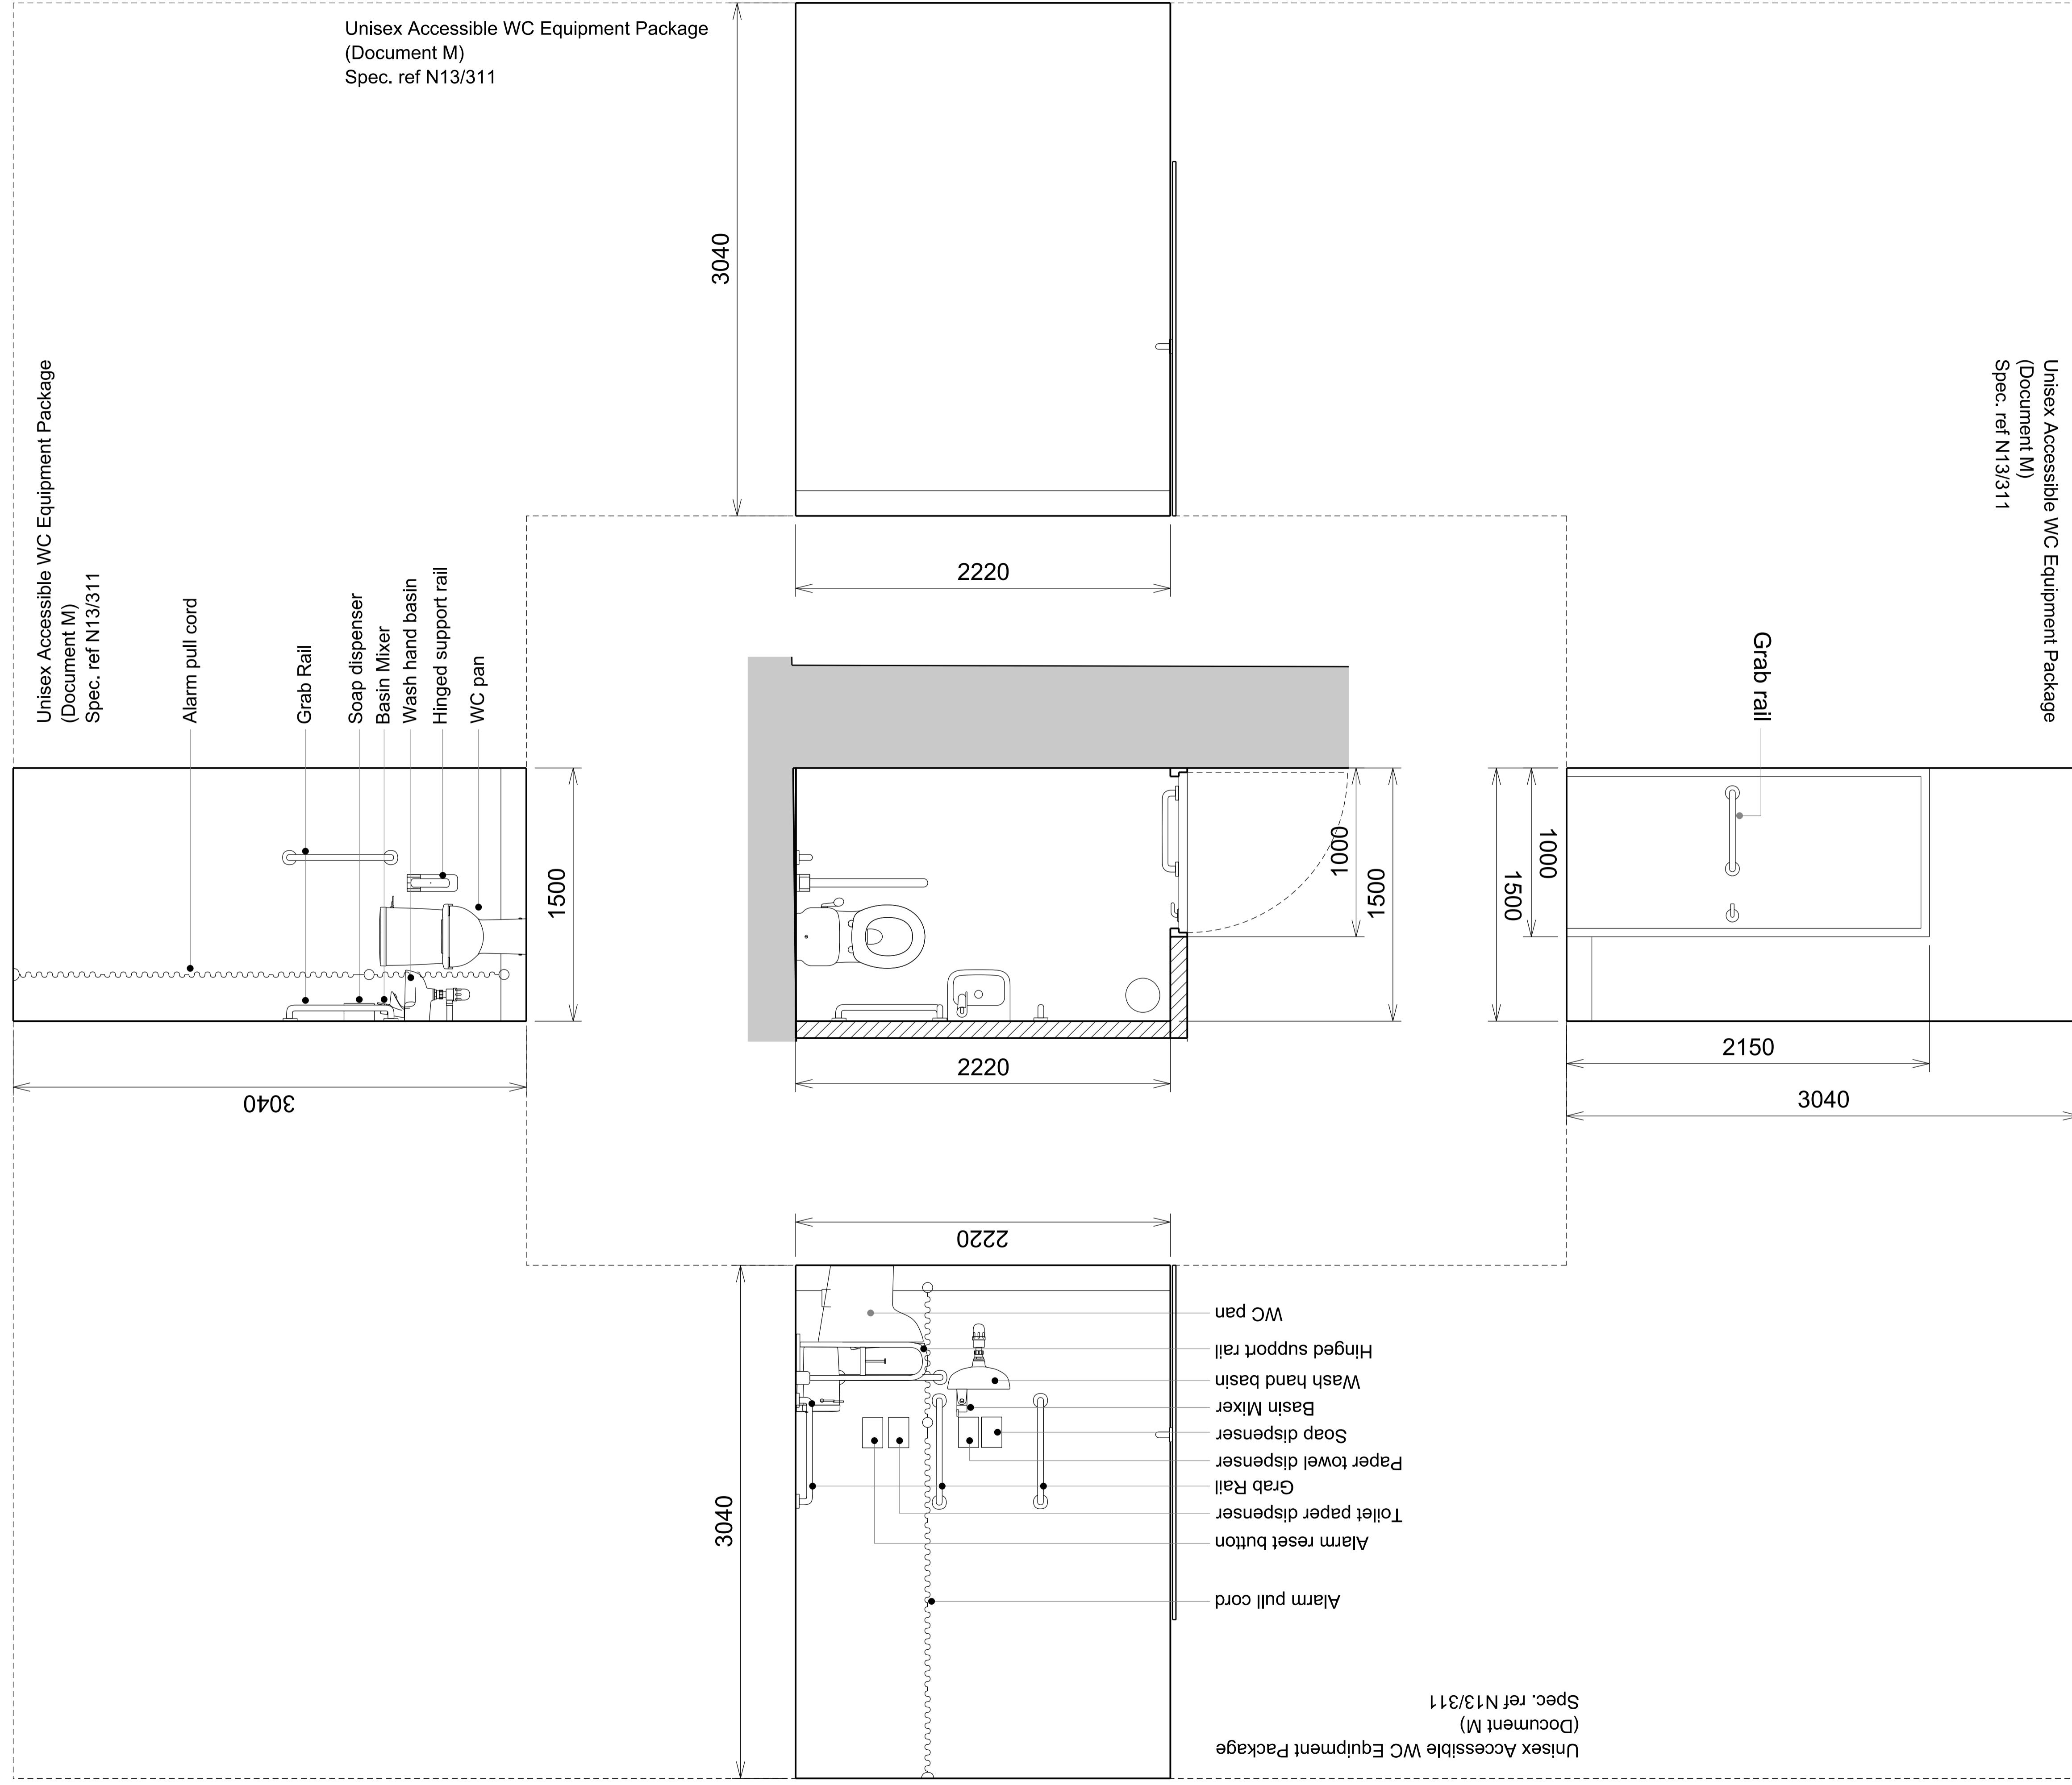 Unisex Accessible WC Equipment Package
(Document M)
Spec. ref N13/311
3040
2220
Unisex Accessible WC Equipment Package
(Document M)
Spec. ref N13/311
Alarm pull cord
Grab Rail
Soap dispenser
Basin Mixer
Wash hand basin
Hinged support rail
WC pan
1500
3040
1000
1500
2220
Unisex Accessible WC Equipment Package
(Document M)
Spec. ref N13/311
Grab rail
1000
1500
2150
3040
2220
3040
WC pan
Hinged support rail
Wash hand basin
Basin Mixer
Soap dispenser
Paper towel dispenser
Grab Rail
Toilet paper dispenser
Alarm reset button
Alarm pull cord
Unisex Accessible WC Equipment Package
(Document M)
Spec. ref N13/311